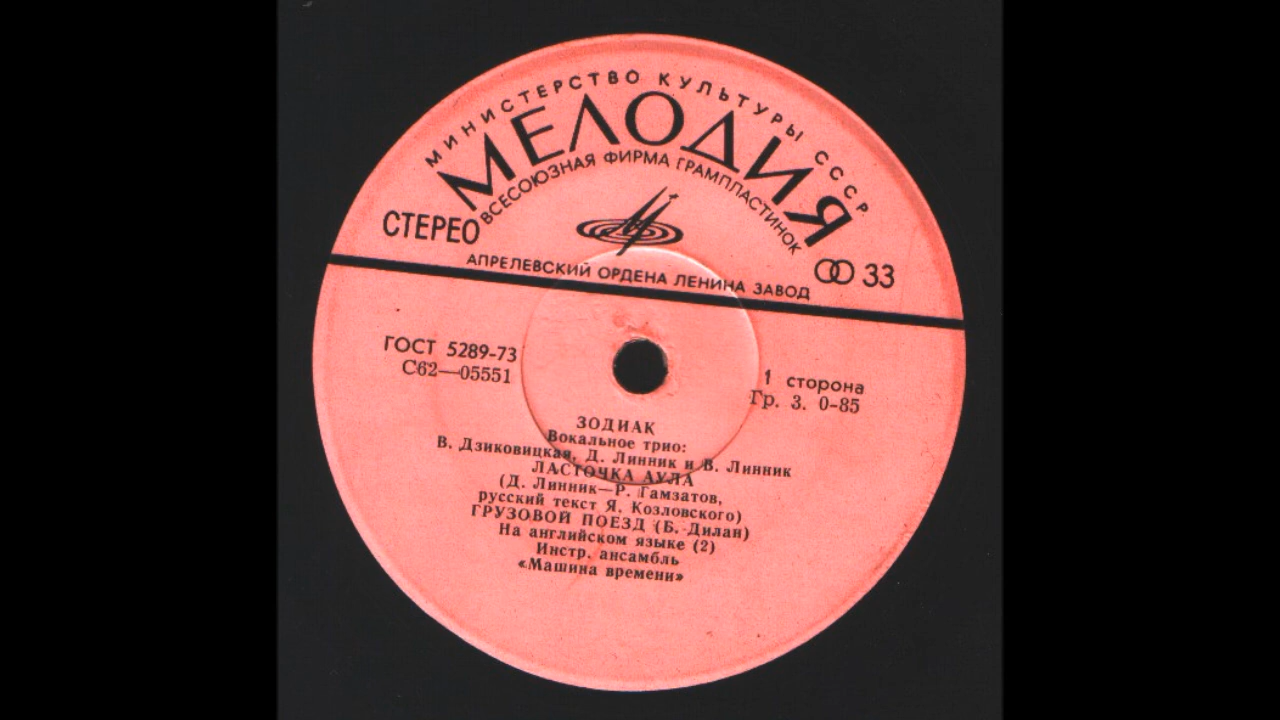 МИНИСТЕРСТВО КУЛЬТУРЫ СССР
МЕЛОДИЯ
ВСЕСОЮЗНАЯ ФИРМА ГРАМПЛАСТИНОК
СТЕРЕО
33
АПРЕЛЕВСКИЙ ОРДЕНА ЛЕНИНА ЗАВОД
ГОСТ 5289-73
С62—05551
1 сторона
Гр. 3. 0-85
ЗОДИАК
Вокальное трио:
В. Дзиковицкая, Д. Линник и В. Линник
ЛАСТОЧКА АУЛА
(Д. Линник—Р. Гамзатов,
русский текст Я. Козловского)
ГРУЗОВОЙ ПОЕЗД (Б. Дилан)
На английском языке (2)
Инстр. ансамбль
«Машина времени»